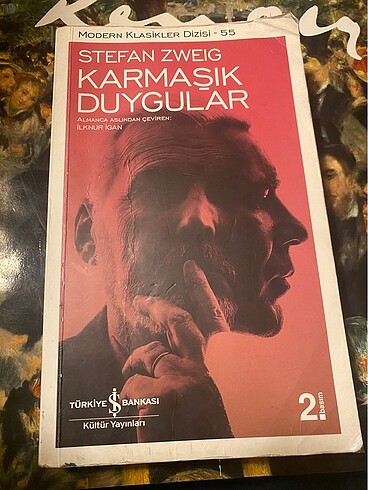 Modern Klasikler Dizisi - 55
STEFAN ZWEIG
KARMAŞIK
DUYGULAR
ALMANCA ASLINDAN ÇEVİREN:
İLKNUR İGAN
TÜRKİYE İŞ BANKASI
Kültür Yayınları
2.
basım